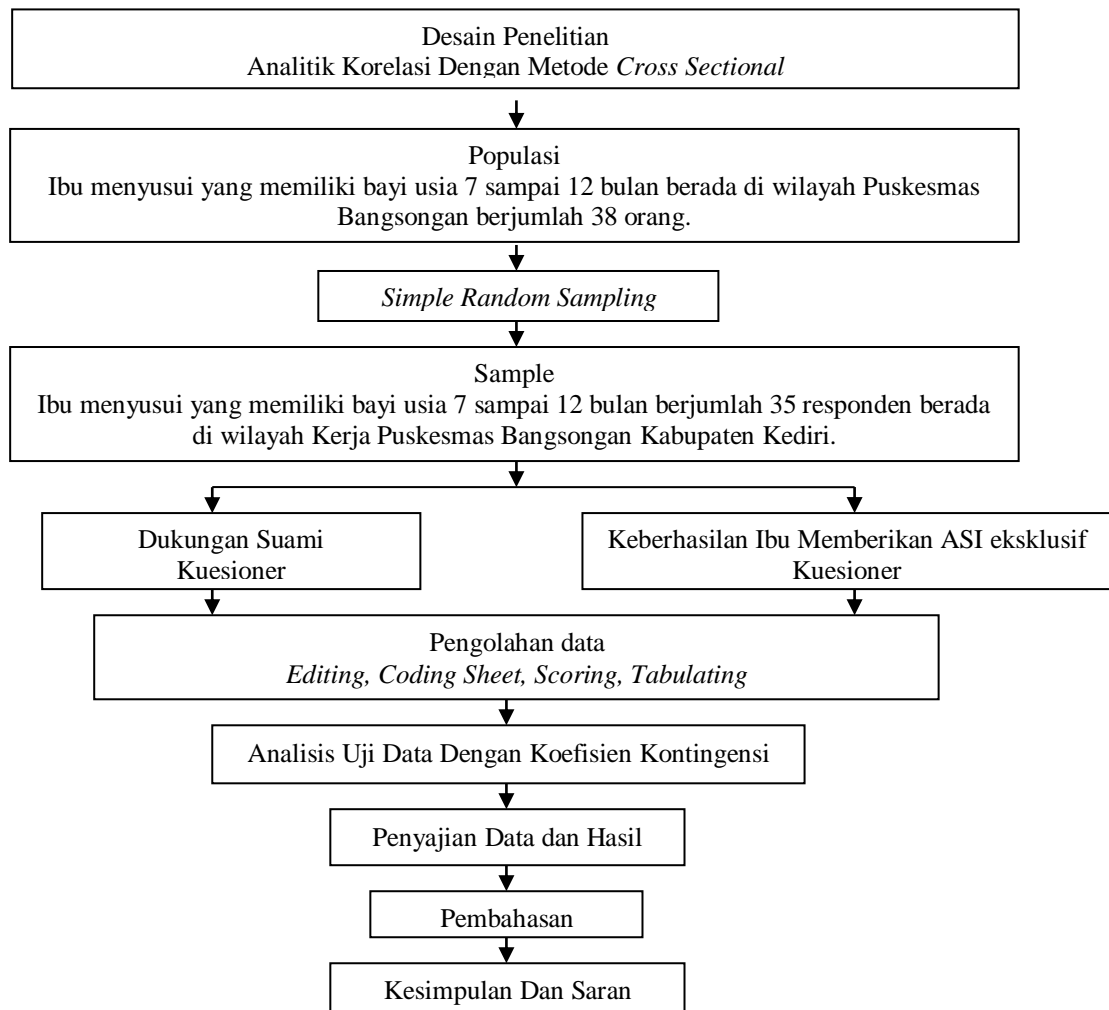 Desain Penelitian
Analitik Korelasi Dengan Metode Cross Sectional
Populasi
Ibu menyusui yang memiliki bayi usia 7 sampai 12 bulan berada di wilayah Puskesmas
Bangsongan berjumlah 38 orang.
Simple Random Sampling
Sample
Ibu menyusui yang memiliki bayi usia 7 sampai 12 bulan berjumlah 35 responden berada
di wilayah Kerja Puskesmas Bangsongan Kabupaten Kediri.
Dukungan Suami
Kuesioner
Keberhasilan Ibu Memberikan ASI eksklusif
Kuesioner
Pengolahan data
Editing, Coding Sheet, Scoring, Tabulating
Analisis Uji Data Dengan Koefisien Kontingensi
Penyajian Data dan Hasil
Pembahasan
Kesimpulan Dan Saran